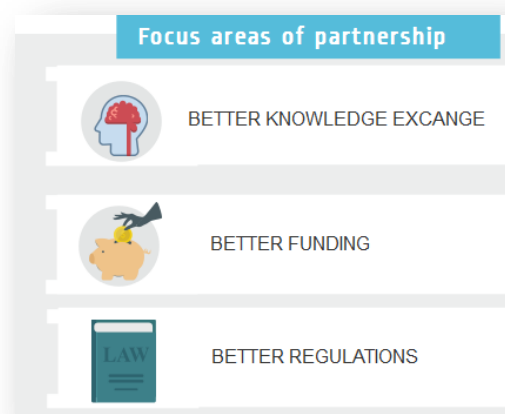 Focus areas of partnership
BETTER KNOWLEDGE EXCANGE
BETTER FUNDING
LAW
BETTER REGULATIONS